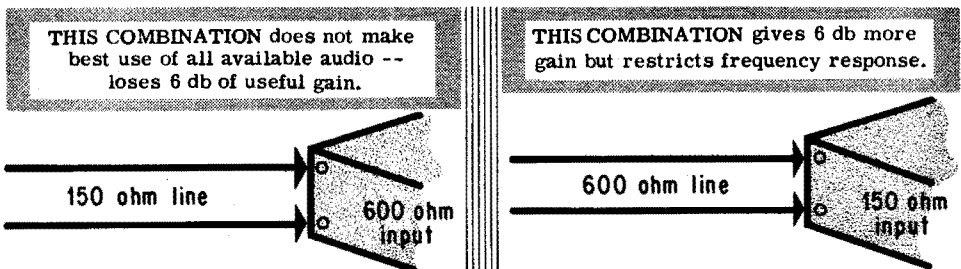 THIS COMBINATION does not make
best use of all available audio --
loses 6 db of useful gain.
150 ohm line
600 ohm
input
THIS COMBINATION gives 6 db more
gain but restricts frequency response.
600 ohm line
150 ohm
input